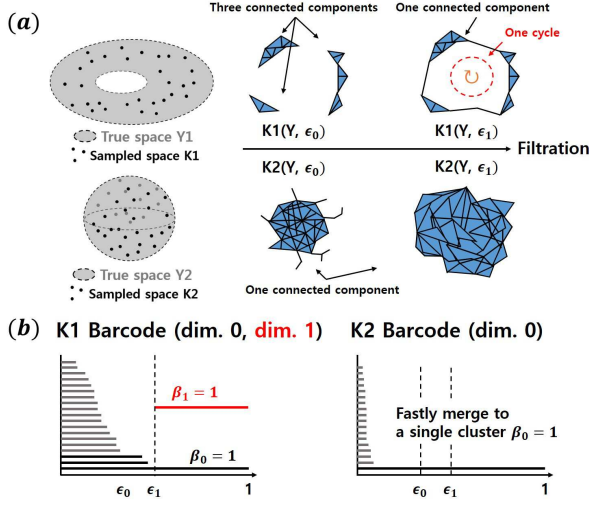 (a)
Three connected components
One connected component
One cycle
K1(Y, ϵ₀)
K1(Y, ϵ₁)
True space Y1
Sampled space K1
Filtration
K2(Y, ϵ₀)
K2(Y, ϵ₁)
True space Y2
Sampled space K2
One connected component
(b)
K1 Barcode (dim. 0, dim. 1)
K2 Barcode (dim. 0)
β₁ = 1
β₀ = 1
ϵ₀ ϵ₁ 1
Fastly merge to
a single cluster β₀ = 1
ϵ₀ ϵ₁ 1